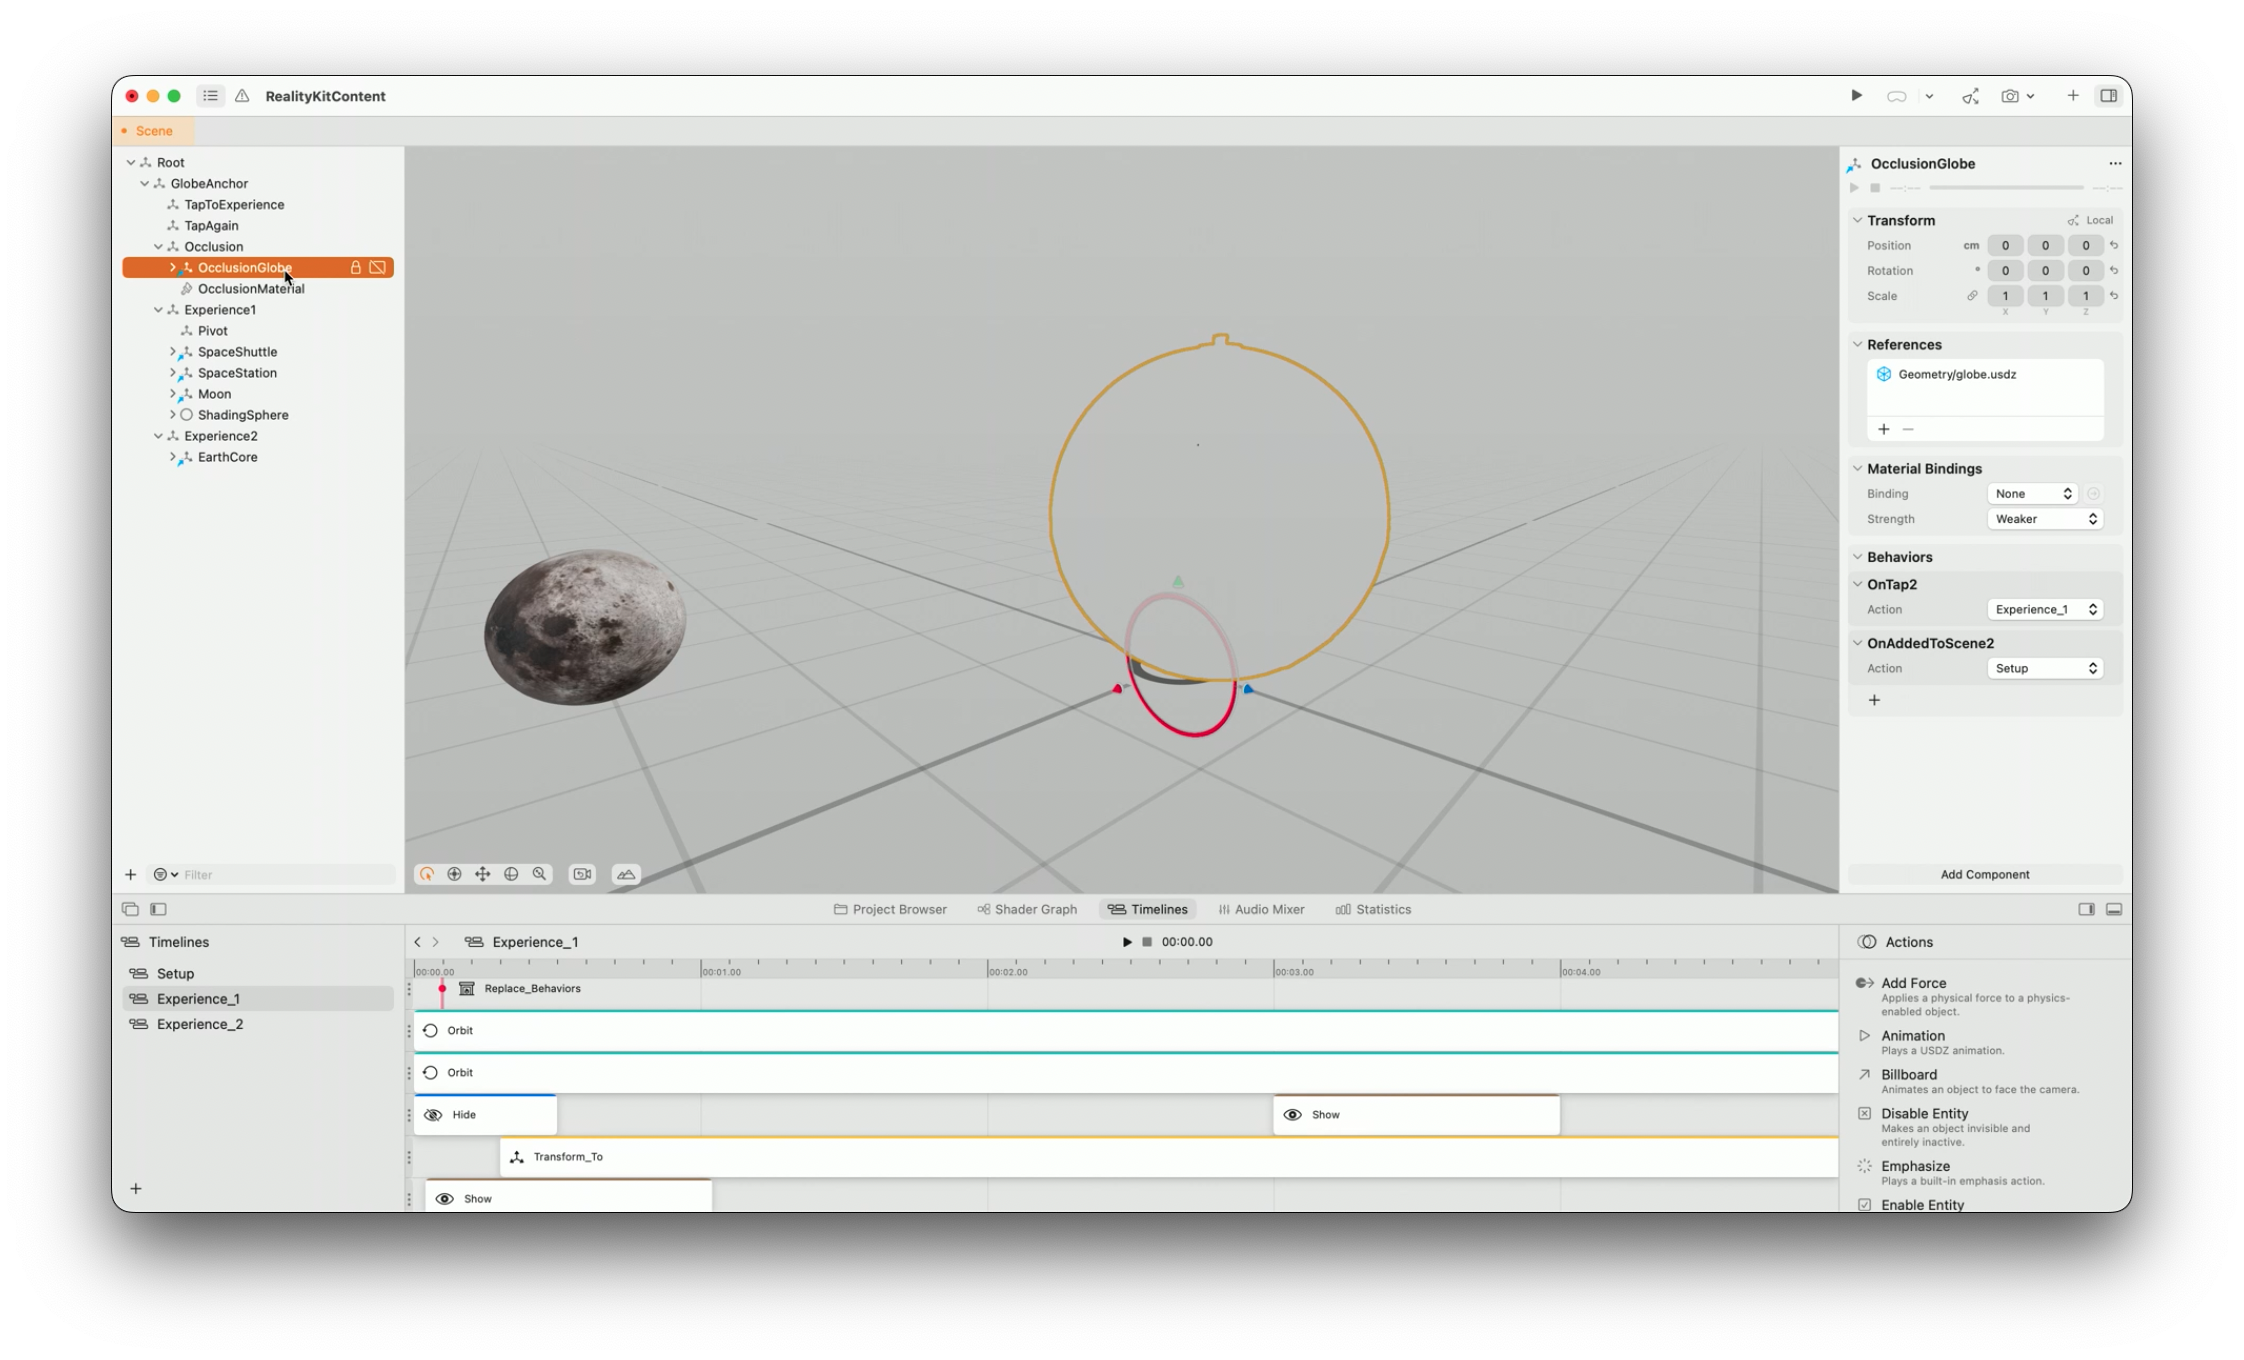 RealityKitContent
Scene
Root
GlobeAnchor
TapToExperience
TapAgain
Occlusion
OcclusionGlobe
OcclusionMaterial
Experience1
Pivot
SpaceShuttle
SpaceStation
Moon
ShadingSphere
Experience2
EarthCore
Filter
OcclusionGlobe
--:-- --:--
Transform Local
Position cm 0 0 0
Rotation ° 0 0 0
Scale 1 1 1
X Y Z
References
Geometry/globe.usdz
Material Bindings
Binding None
Strength Weaker
Behaviors
OnTap2
Action Experience_1
OnAddedToScene2
Action Setup
Add Component
Project Browser Shader Graph Timelines Audio Mixer Statistics
Timelines
Setup
Experience_1
Experience_2
Experience_1 00:00.00
00:00.00 00:01.00 00:02.00 00:03.00 00:04.00
Replace_Behaviors
Orbit
Orbit
Hide Show
Transform_To
Show
Actions
Add Force
Applies a physical force to a physics-
enabled object.
Animation
Plays a USDZ animation.
Billboard
Animates an object to face the camera.
Disable Entity
Makes an object invisible and
entirely inactive.
Emphasize
Plays a built-in emphasis action.
Enable Entity